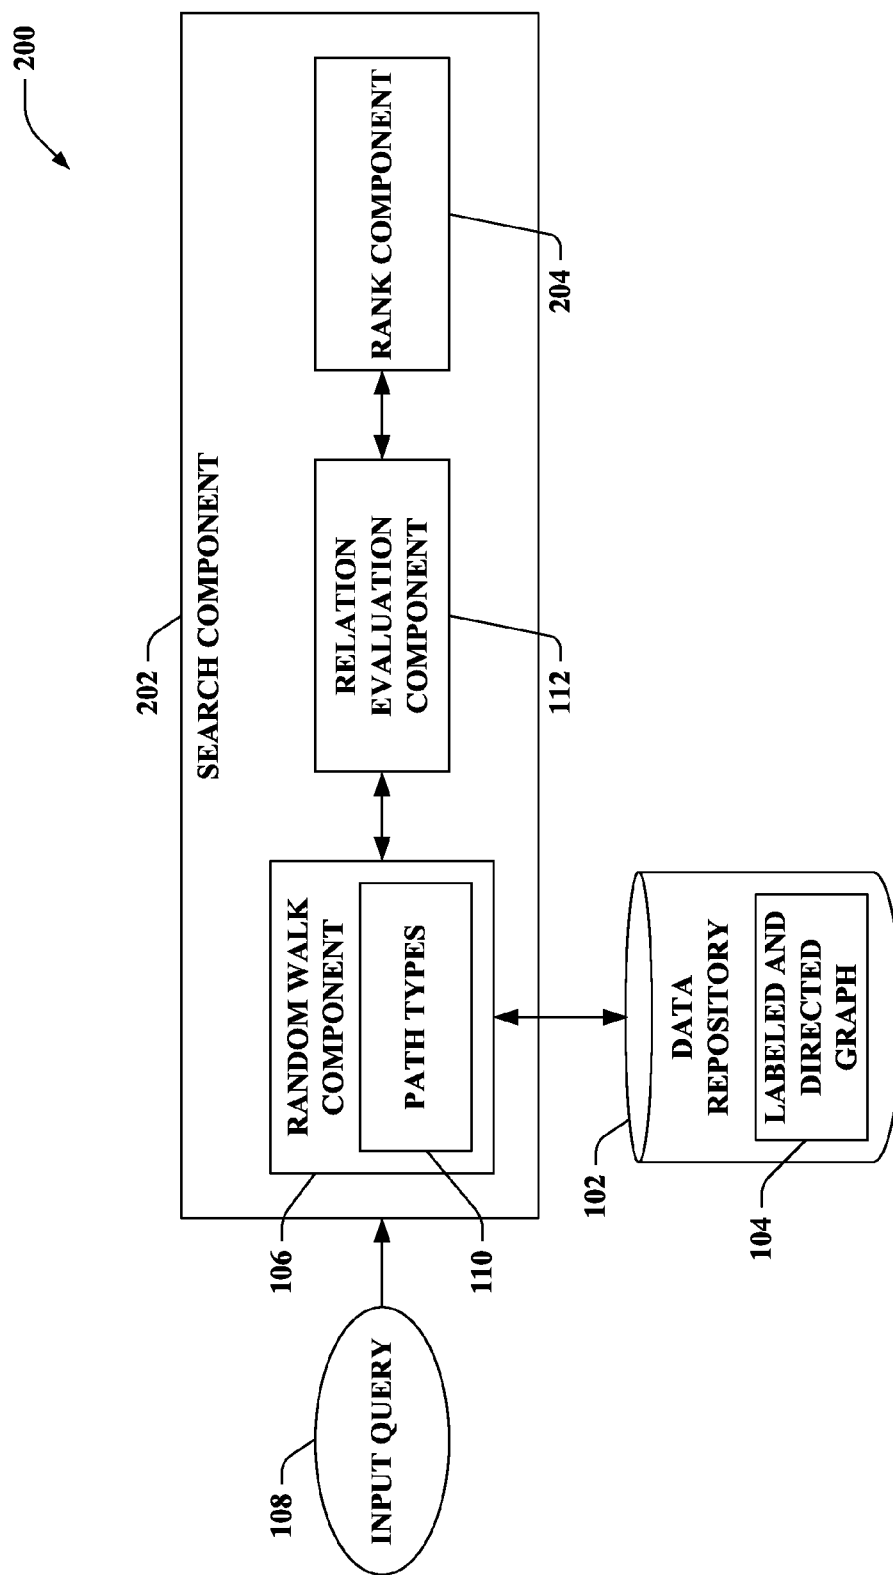 200
202
SEARCH COMPONENT
106
RANDOM WALK
COMPONENT
PATH TYPES
110
RELATION
EVALUATION
COMPONENT
112
RANK COMPONENT
204
108
INPUT QUERY
102
DATA
REPOSITORY
LABELED AND
DIRECTED
GRAPH
104